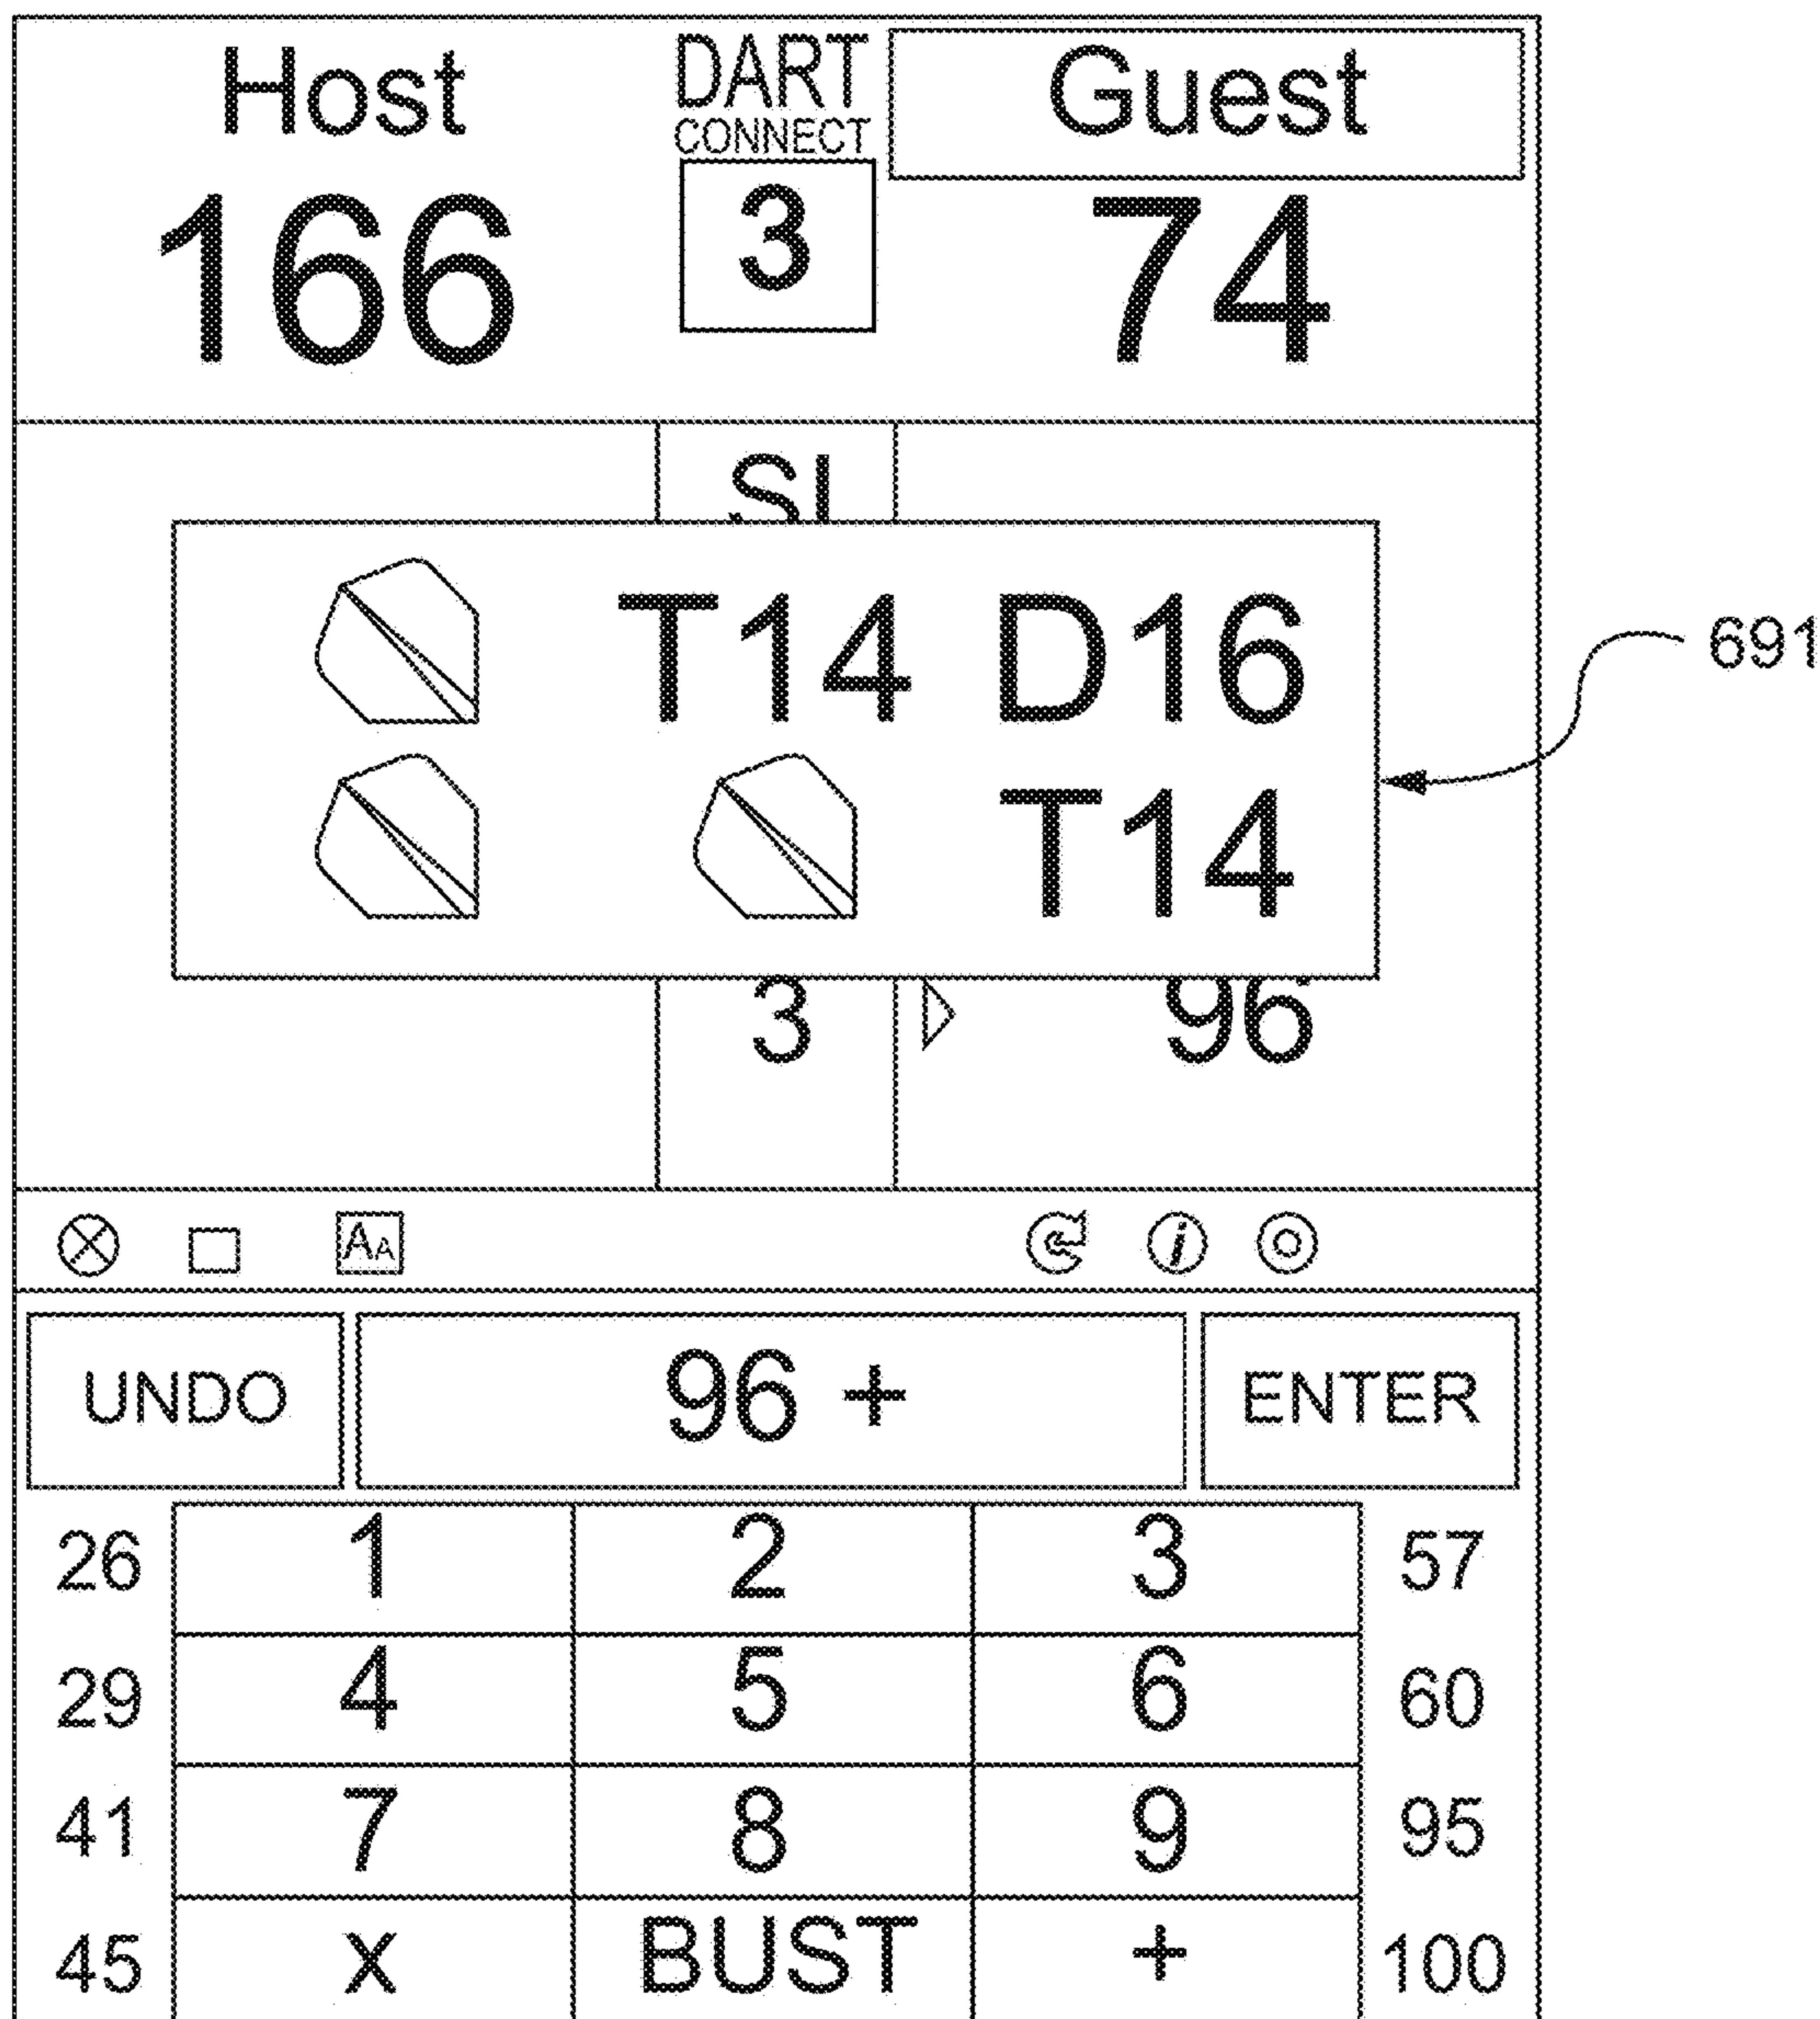 Host DART Guest
CONNECT
166 3 74
T14 D16
691
T14
3 96
AA i
UNDO 96 + ENTER
26 1 2 3 57
29 4 5 6 60
41 7 8 9 95
45 X BUST + 100